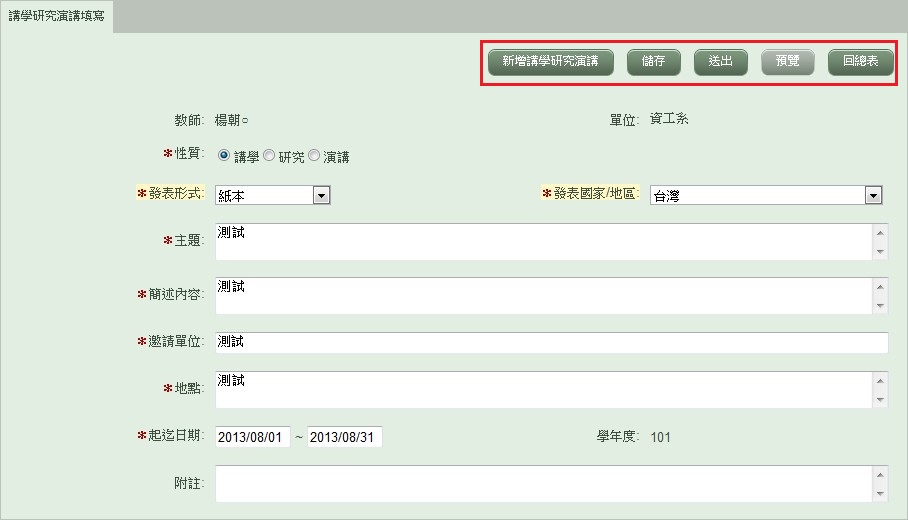 講學研究演講填寫
新增講學研究演講 儲存 送出 預覽 回總表
教師: 楊朝○ 單位: 資工系
*性質: 講學 研究 演講
*發表形式: 紙本 *發表國家/地區: 台灣
*主題: 測試
*簡述內容: 測試
*邀請單位: 測試
*地點: 測試
*起迄日期: 2013/08/01 ~ 2013/08/31 學年度: 101
附註: